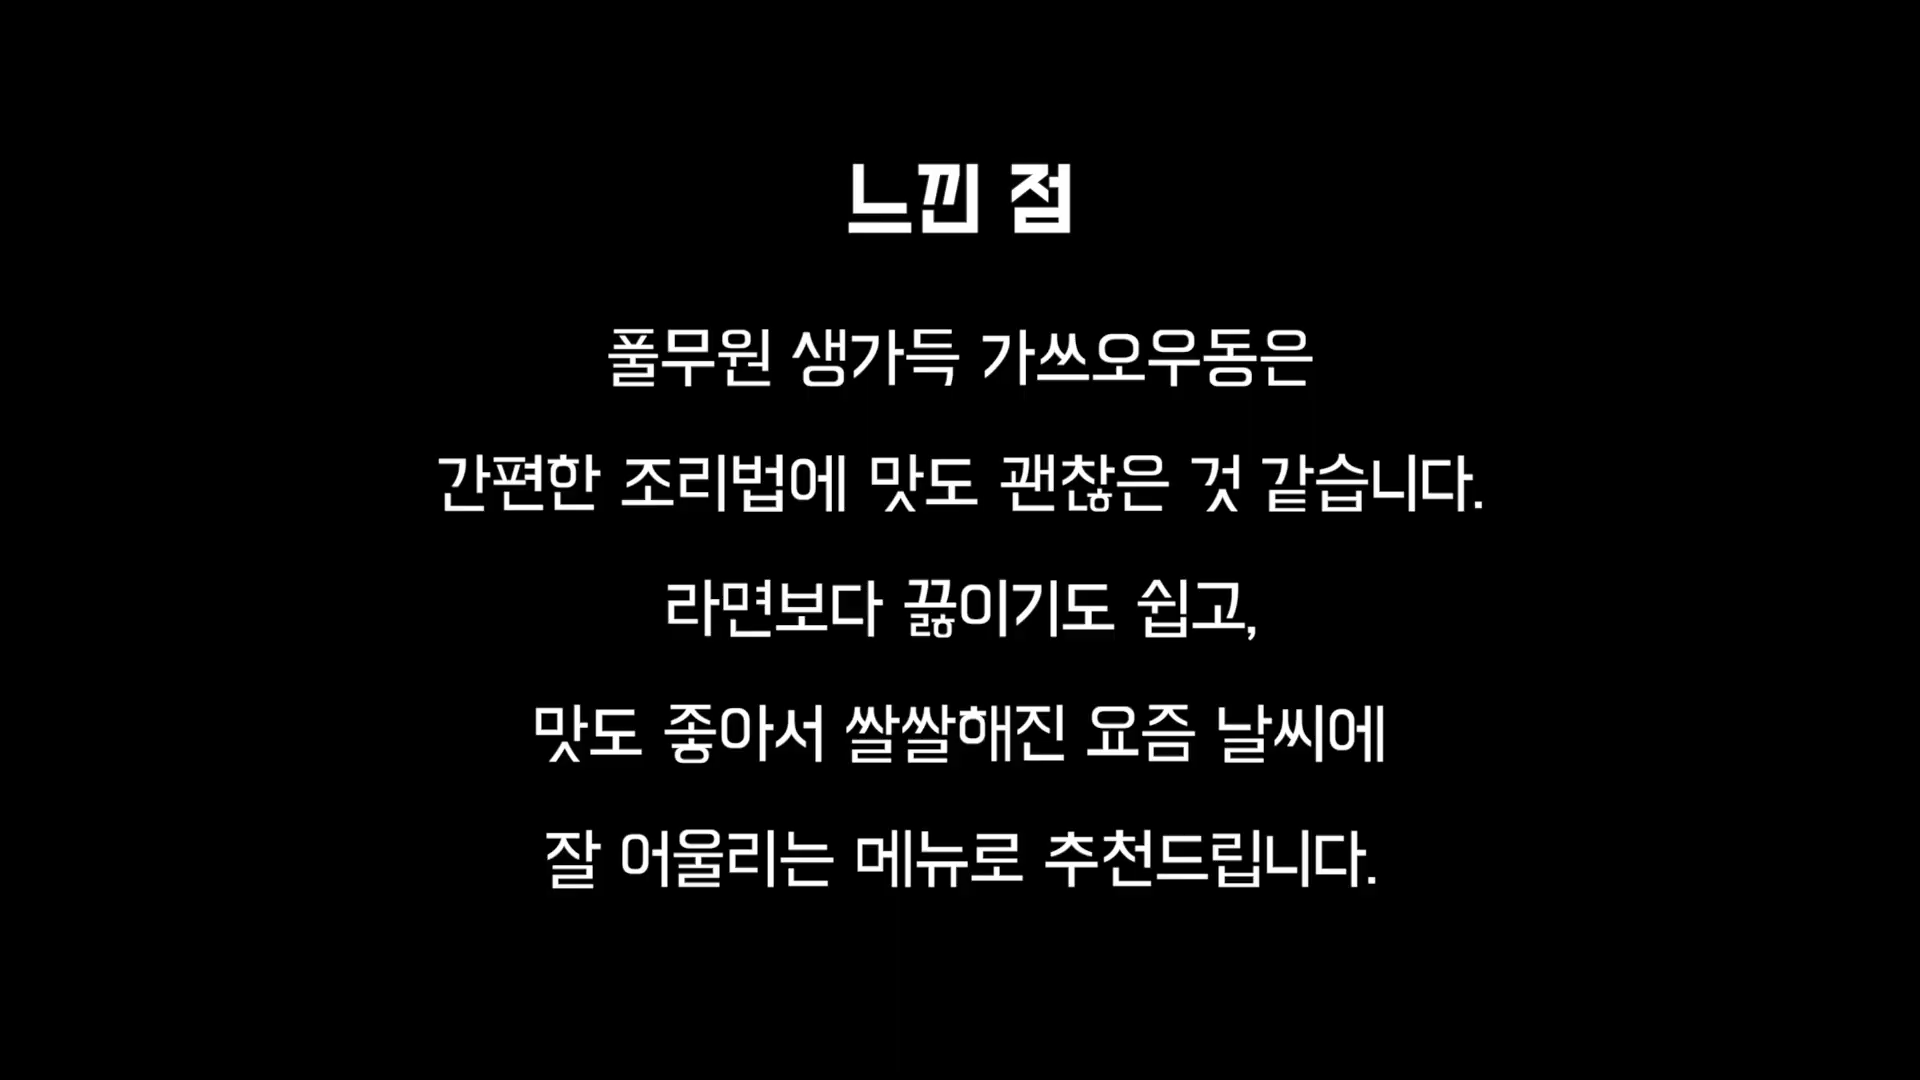 느낀 점
풀무원 생가득 가쓰오우동은
간편한 조리법에 맛도 괜찮은 것 같습니다.
라면보다 끓이기도 쉽고,
맛도 좋아서 쌀쌀해진 요즘 날씨에
잘 어울리는 메뉴로 추천드립니다.